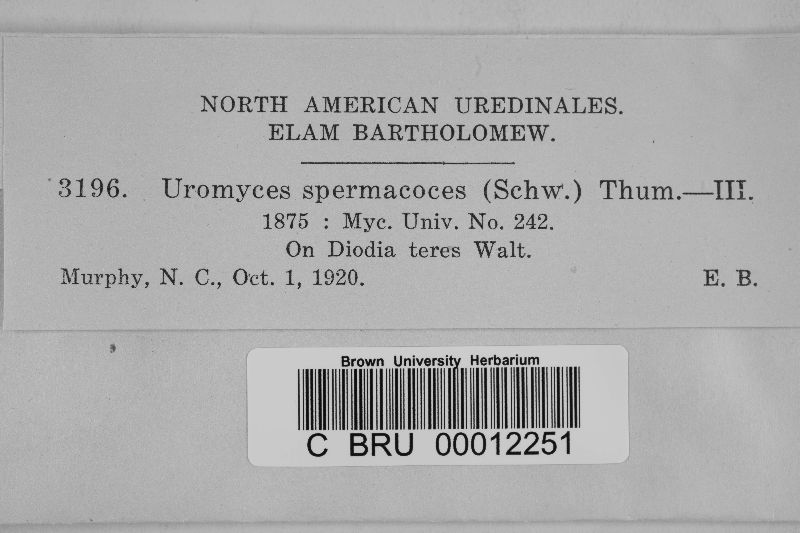 NORTH AMERICAN UREDINALES.
ELAM BARTHOLOMEW.
3196. Uromyces spermacoces (Schw.) Thum.—III.
1875 : Myc. Univ. No. 242.
On Diodia teres Walt.
Murphy, N. C., Oct. 1, 1920. E. B.
Brown University Herbarium
C BRU 00012251